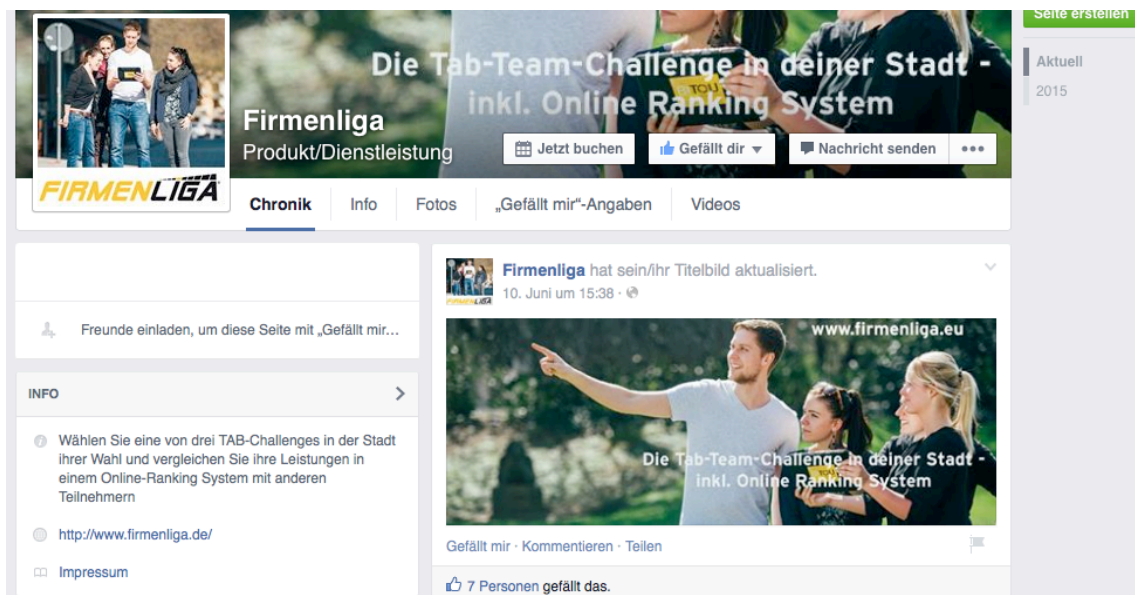 Seite erstellen
Die Tab-Team-Challenge in deiner Stadt -
inkl. Online Ranking System
TOU
Firmenliga
Produkt/Dienstleistung
Jetzt buchen
Gefällt dir
Nachricht senden
FIRMENLIGA
Chronik
Info
Fotos
„Gefällt mir“-Angaben
Videos
Aktuell
2015
Freunde einladen, um diese Seite mit „Gefällt mir...
INFO
Wählen Sie eine von drei TAB-Challenges in der Stadt
ihrer Wahl und vergleichen Sie ihre Leistungen in
einem Online-Ranking System mit anderen
Teilnehmern
http://www.firmenliga.de/
Impressum
Firmenliga hat sein/ihr Titelbild aktualisiert.
10. Juni um 15:38 ·
FIRMENLIGA
www.firmenliga.eu
Die Tab-Team-Challenge in deiner Stadt -
inkl. Online Ranking System
TOU
Gefällt mir · Kommentieren · Teilen
7 Personen gefällt das.